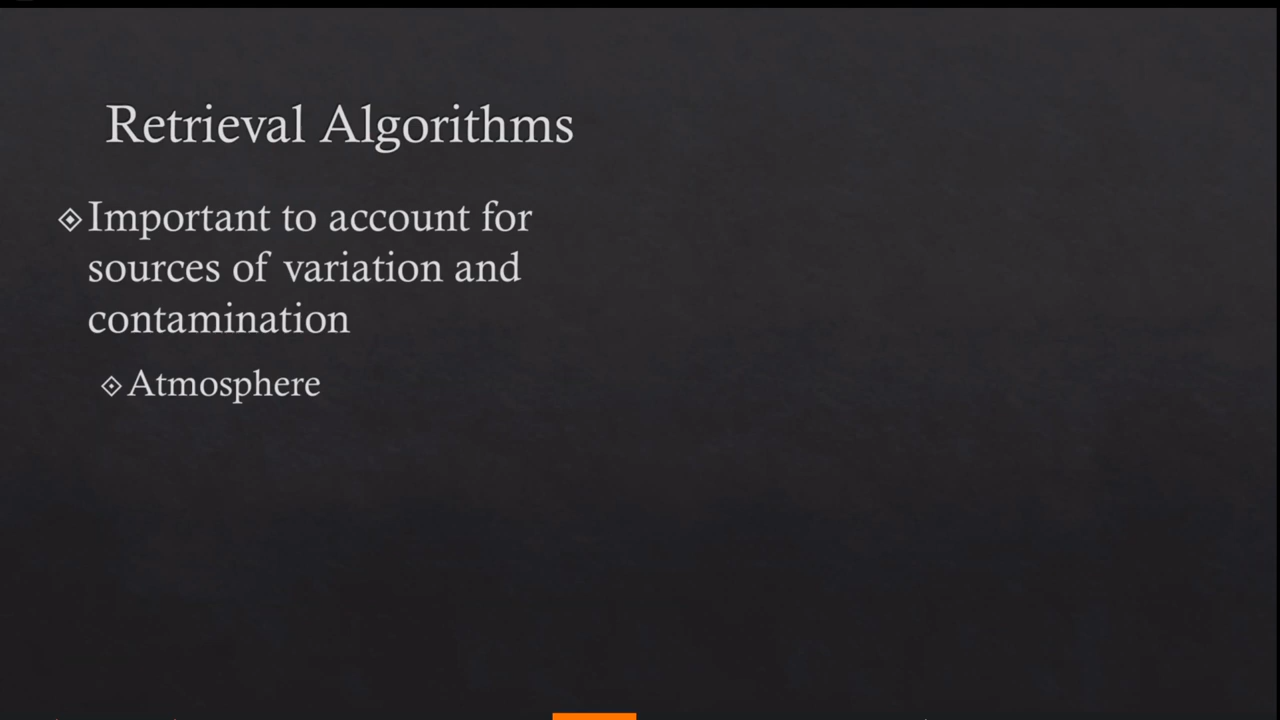 Retrieval Algorithms
Important to account for
sources of variation and
contamination
Atmosphere